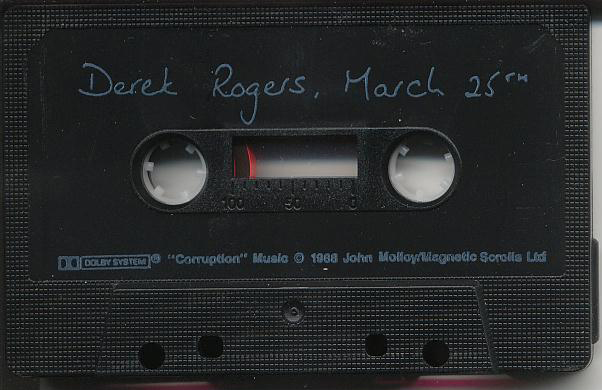 Derek Rogers, March 25TH
100 50 0
DOLBY SYSTEM ® "Corruption" Music © 1988 John Molloy/Magnetic Scrolls Ltd